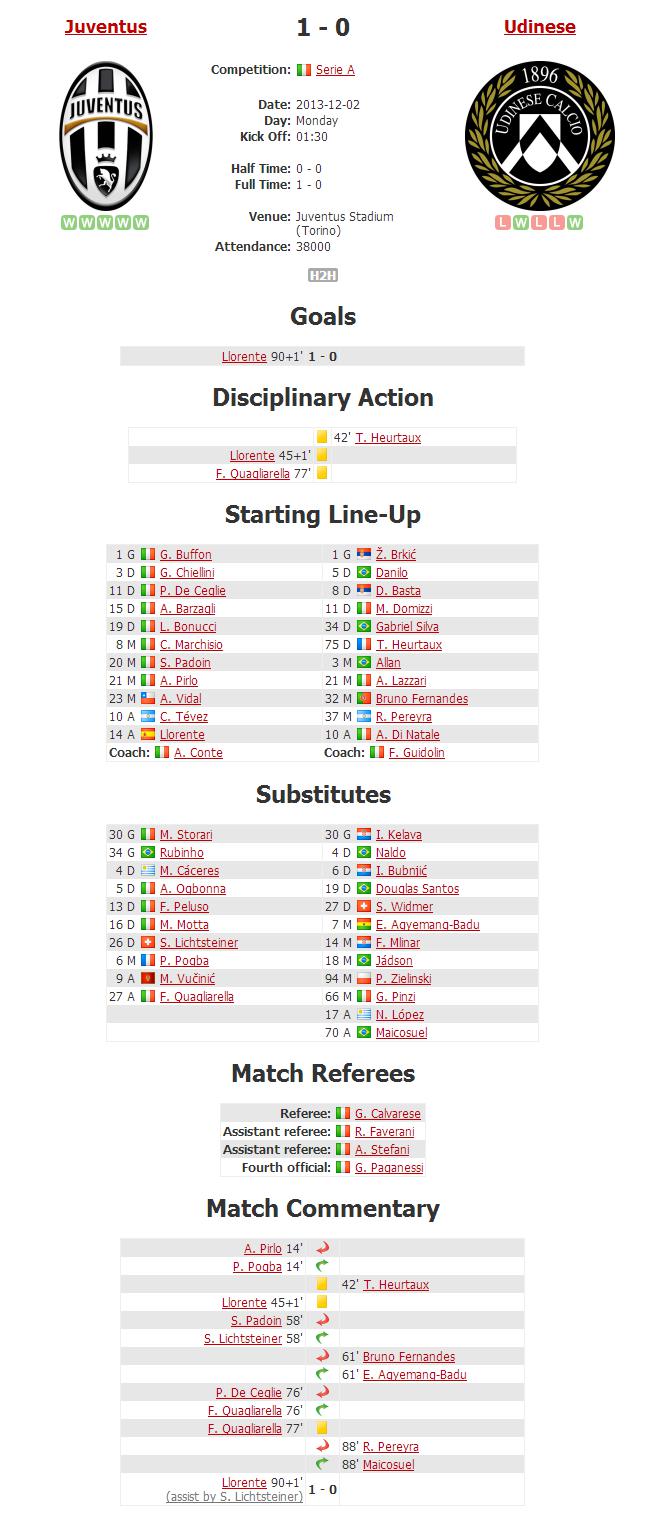 Juventus
1 - 0
Udinese
JUVENTUS
1896
UDINESE CALCIO
Competition: Serie A
Date: 2013-12-02
Day: Monday
Kick Off: 01:30
Half Time: 0 - 0
Full Time: 1 - 0
Venue: Juventus Stadium
(Torino)
Attendance: 38000
W W W W W
L W L L W
H2H
Goals
Llorente 90+1' 1 - 0
Disciplinary Action
42' T. Heurtaux
Llorente 45+1'
F. Quagliarella 77'
Starting Line-Up
1 G G. Buffon 1 G Ž. Brkić
3 D G. Chiellini 5 D Danilo
11 D P. De Ceglie 8 D D. Basta
15 D A. Barzagli 11 D M. Domizzi
19 D L. Bonucci 34 D Gabriel Silva
8 M C. Marchisio 75 D T. Heurtaux
20 M S. Padoin 3 M Allan
21 M A. Pirlo 21 M A. Lazzari
23 M A. Vidal 32 M Bruno Fernandes
10 A C. Tévez 37 M R. Pereyra
14 A Llorente 10 A A. Di Natale
Coach: A. Conte Coach: F. Guidolin
Substitutes
30 G M. Storari 30 G I. Kelava
34 G Rubinho 4 D Naldo
4 D M. Cáceres 6 D I. Bubnjić
5 D A. Ogbonna 19 D Douglas Santos
13 D F. Peluso 27 D S. Widmer
16 D M. Motta 7 M E. Agyemang-Badu
26 D S. Lichtsteiner 14 M F. Mlinar
6 M P. Pogba 18 M Jádson
9 A M. Vučinić 94 M P. Zielinski
27 A F. Quagliarella 66 M G. Pinzi
17 A N. López
70 A Maicosuel
Match Referees
Referee: G. Calvarese
Assistant referee: R. Faverani
Assistant referee: A. Stefani
Fourth official: G. Paganessi
Match Commentary
A. Pirlo 14'
P. Pogba 14'
42' T. Heurtaux
Llorente 45+1'
S. Padoin 58'
S. Lichtsteiner 58'
61' Bruno Fernandes
61' E. Agyemang-Badu
P. De Ceglie 76'
F. Quagliarella 76'
F. Quagliarella 77'
88' R. Pereyra
88' Maicosuel
Llorente 90+1' 1 - 0
(assist by S. Lichtsteiner)